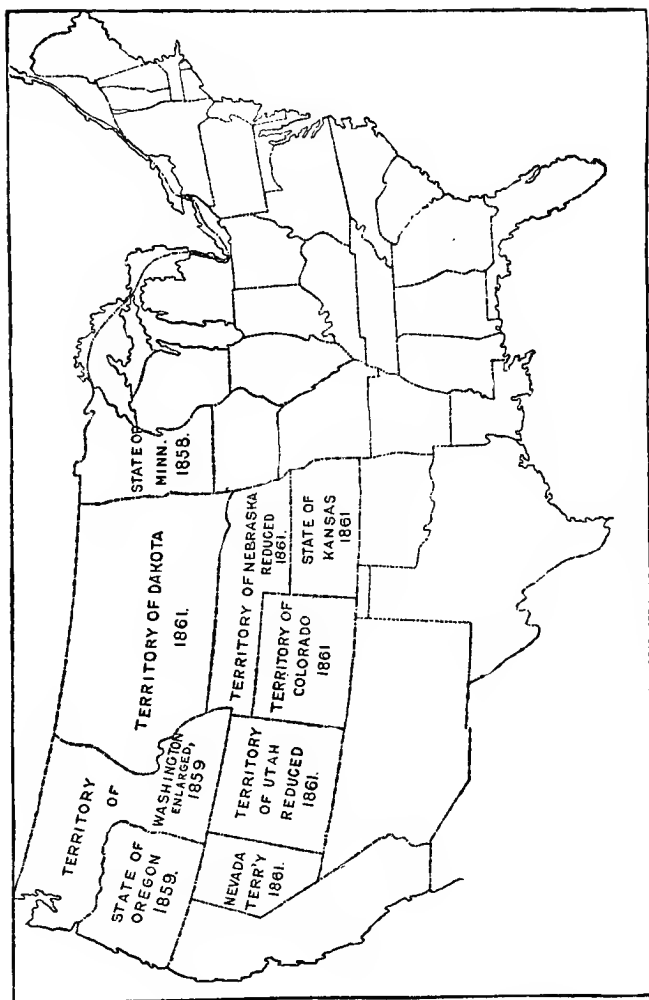 STATE OF
MINN.
1858.
TERRITORY OF DAKOTA
1861.
TERRITORY OF NEBRASKA
REDUCED
1861.
STATE OF
KANSAS
1861
TERRITORY OF
COLORADO
1861
TERRITORY
OF
WASHINGTON
ENLARGED,
1859
TERRITORY
OF UTAH
REDUCED
1861.
STATE OF
OREGON
1859.
NEVADA
TERR'Y
1861.